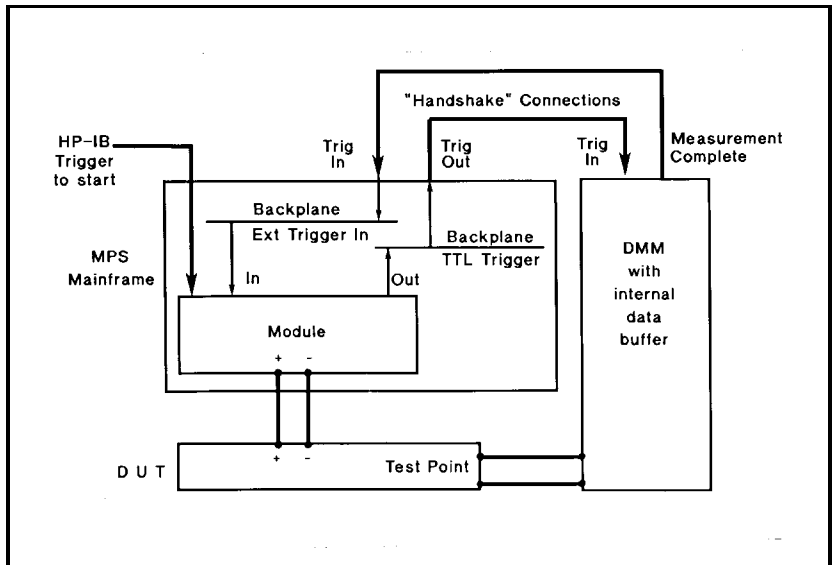 "Handshake" Connections
HP-IB
Trigger
to start
Trig
In
Trig
Out
Trig
In
Measurement
Complete
Backplane
Ext Trigger In
Backplane
TTL Trigger
MPS
Mainframe
In
Out
Module
+ -
DMM
with
internal
data
buffer
+ -
Test Point
D U T